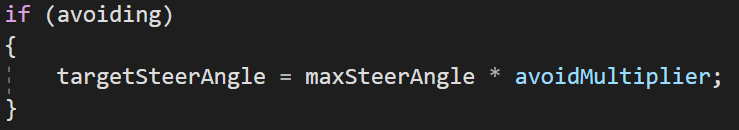 if (avoiding)
{
    targetSteerAngle = maxSteerAngle * avoidMultiplier;
}